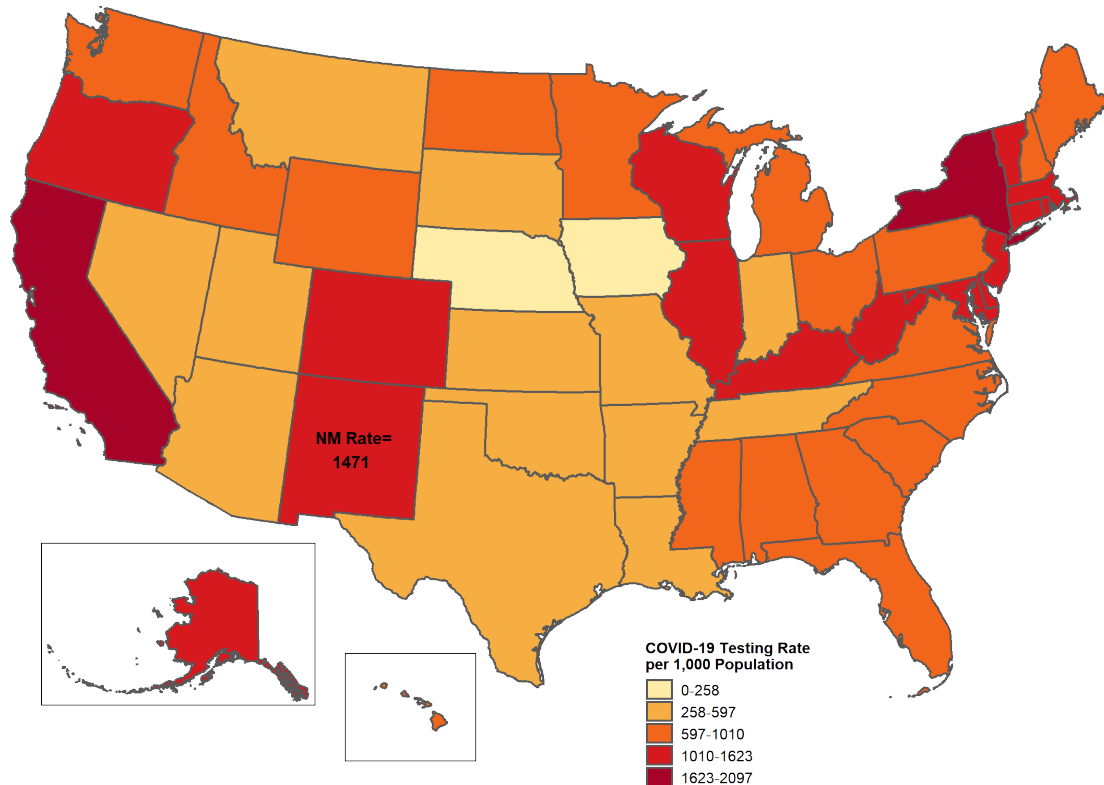 NM Rate=
1471
COVID-19 Testing Rate
per 1,000 Population
0-258
258-597
597-1010
1010-1623
1623-2097